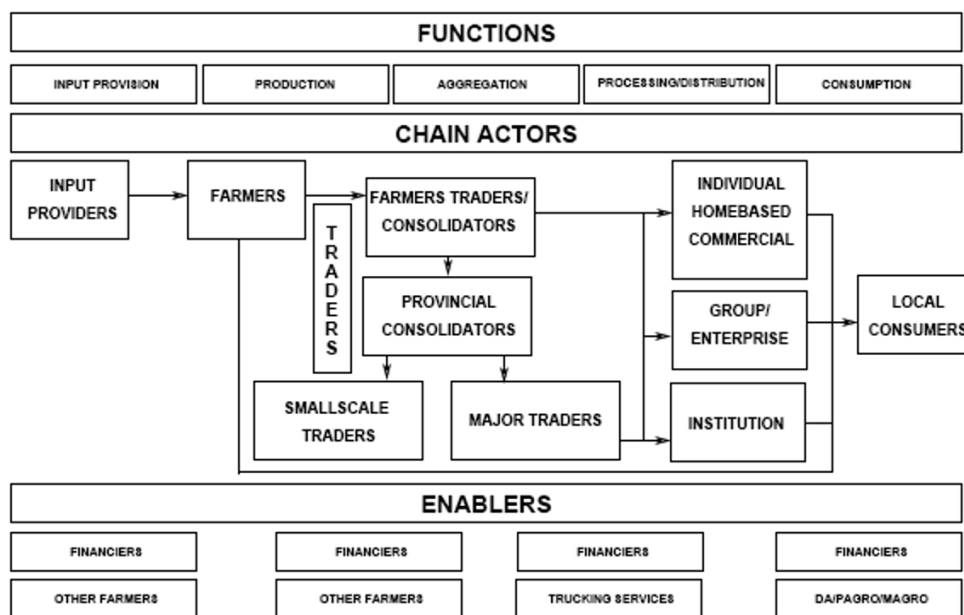 FUNCTIONS
INPUT PROVISION
PRODUCTION
AGGREGATION
PROCESSING/DISTRIBUTION
CONSUMPTION
CHAIN ACTORS
INPUT
PROVIDERS
FARMERS
TRADERS
FARMERS TRADERS/
CONSOLIDATORS
PROVINCIAL
CONSOLIDATORS
SMALLSCALE
TRADERS
MAJOR TRADERS
INDIVIDUAL
HOMEBASED
COMMERCIAL
GROUP/
ENTERPRISE
INSTITUTION
LOCAL
CONSUMERS
ENABLERS
FINANCIERS
FINANCIERS
FINANCIERS
FINANCIERS
OTHER FARMERS
OTHER FARMERS
TRUCKING SERVICES
DA/PAGRO/MAGRO